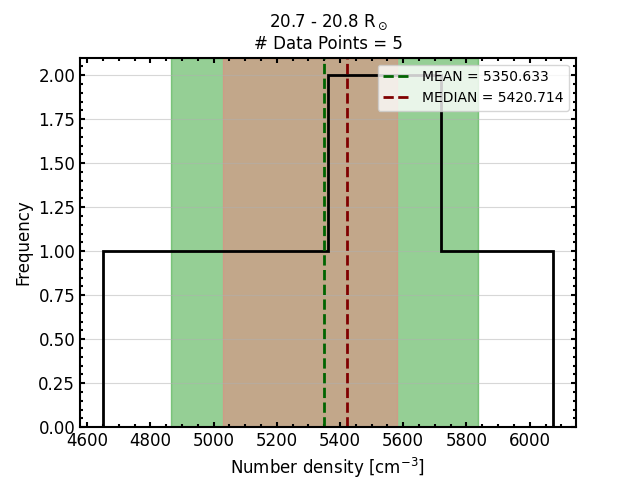 20.7 - 20.8 R⊙
# Data Points = 5
MEAN = 5350.633
MEDIAN = 5420.714
2.00
1.75
1.50
1.25
1.00
0.75
0.50
0.25
0.00
Frequency
4600 4800 5000 5200 5400 5600 5800 6000
Number density [cm⁻³]